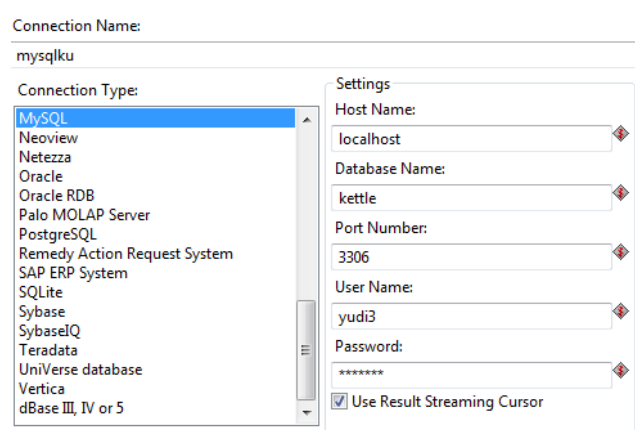 Connection Name:
mysqlku
Connection Type:
MySQL
Neoview
Netezza
Oracle
Oracle RDB
Palo MOLAP Server
PostgreSQL
Remedy Action Request System
SAP ERP System
SQLite
Sybase
SybaseIQ
Teradata
UniVerse database
Vertica
dBase III, IV or 5
Settings
Host Name:
localhost
Database Name:
kettle
Port Number:
3306
User Name:
yudi3
Password:
*******
Use Result Streaming Cursor